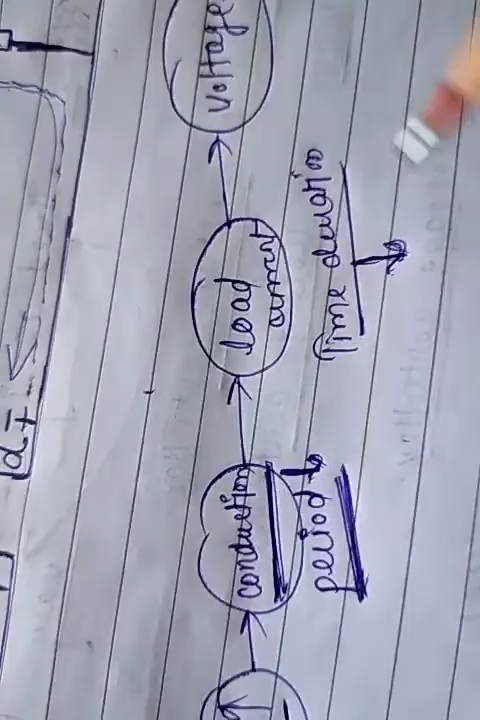 conduction
period
load
current
Time duration
voltage